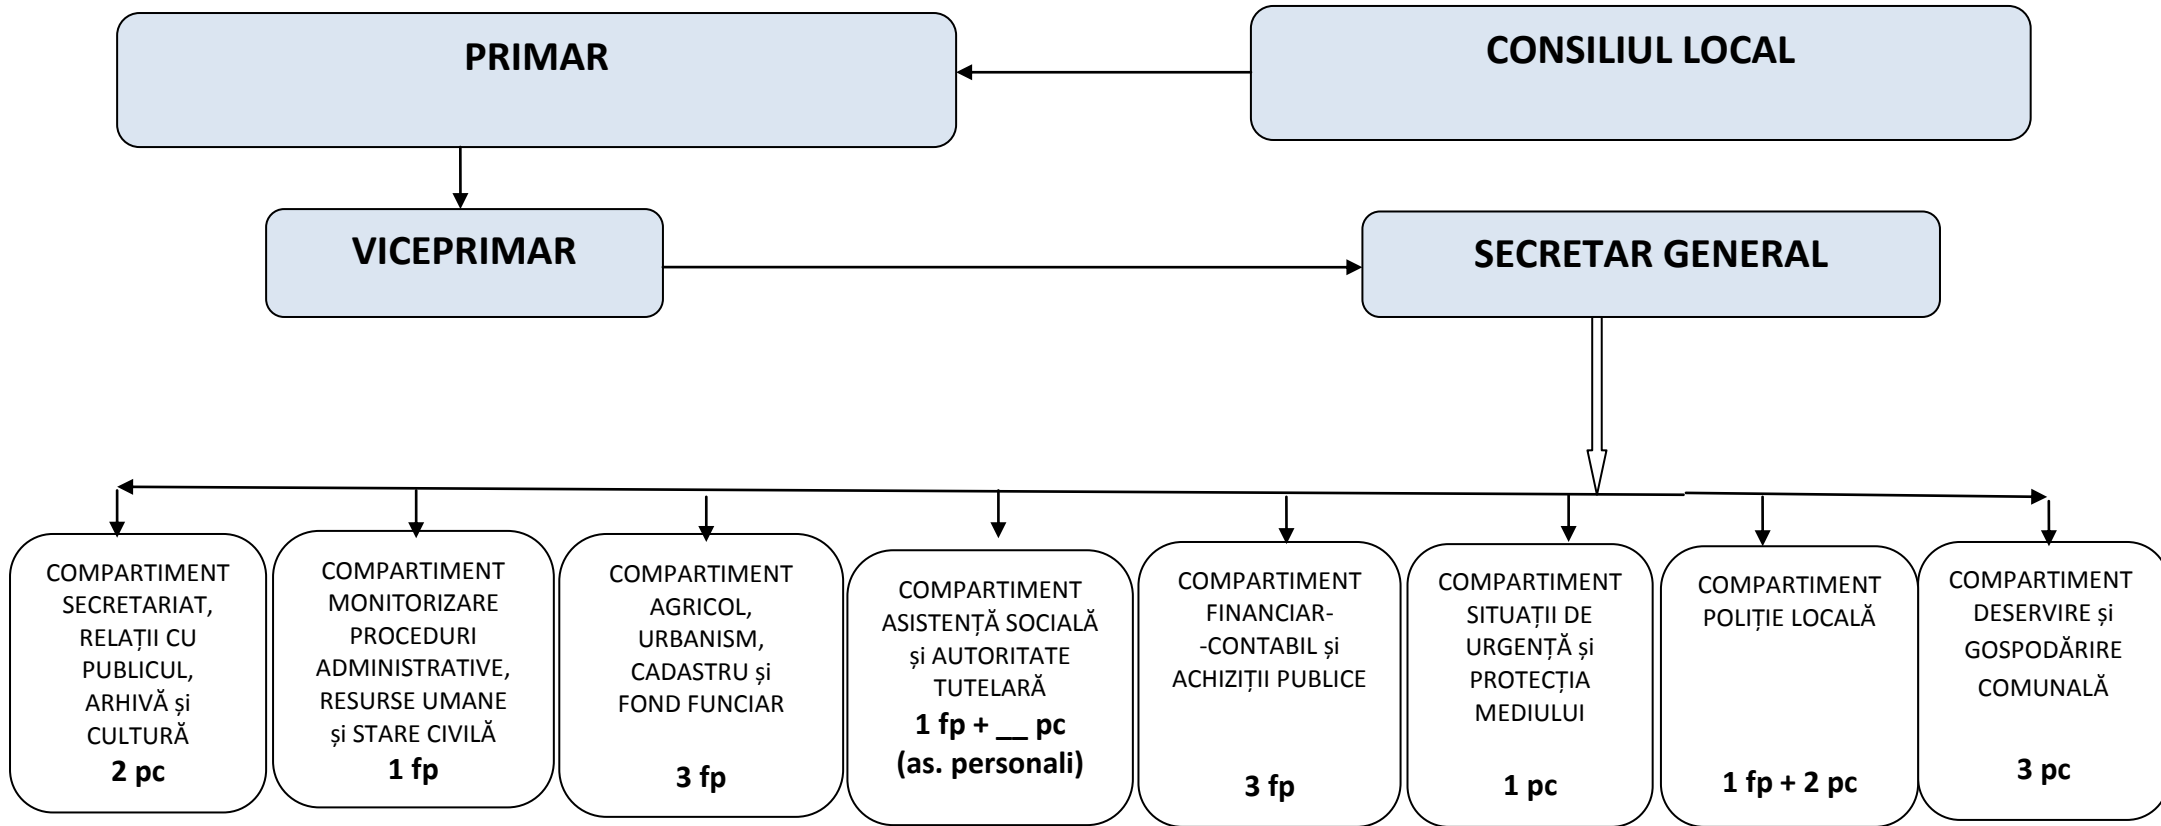 PRIMAR
CONSILIUL LOCAL
VICEPRIMAR
SECRETAR GENERAL
COMPARTIMENT
SECRETARIAT,
RELAȚII CU
PUBLICUL,
ARHIVĂ și
CULTURĂ
2 pc
COMPARTIMENT
MONITORIZARE
PROCEDURI
ADMINISTRATIVE,
RESURSE UMANE
și STARE CIVILĂ
1 fp
COMPARTIMENT
AGRICOL,
URBANISM,
CADASTRU și
FOND FUNCIAR
3 fp
COMPARTIMENT
ASISTENȚĂ SOCIALĂ
și AUTORITATE
TUTELARĂ
1 fp + __ pc
(as. personali)
COMPARTIMENT
FINANCIAR-
-CONTABIL și
ACHIZIȚII PUBLICE
3 fp
COMPARTIMENT
SITUAȚII DE
URGENȚĂ și
PROTECȚIA
MEDIULUI
1 pc
COMPARTIMENT
POLIȚIE LOCALĂ
1 fp + 2 pc
COMPARTIMENT
DESERVIRE și
GOSPODĂRIRE
COMUNALĂ
3 pc